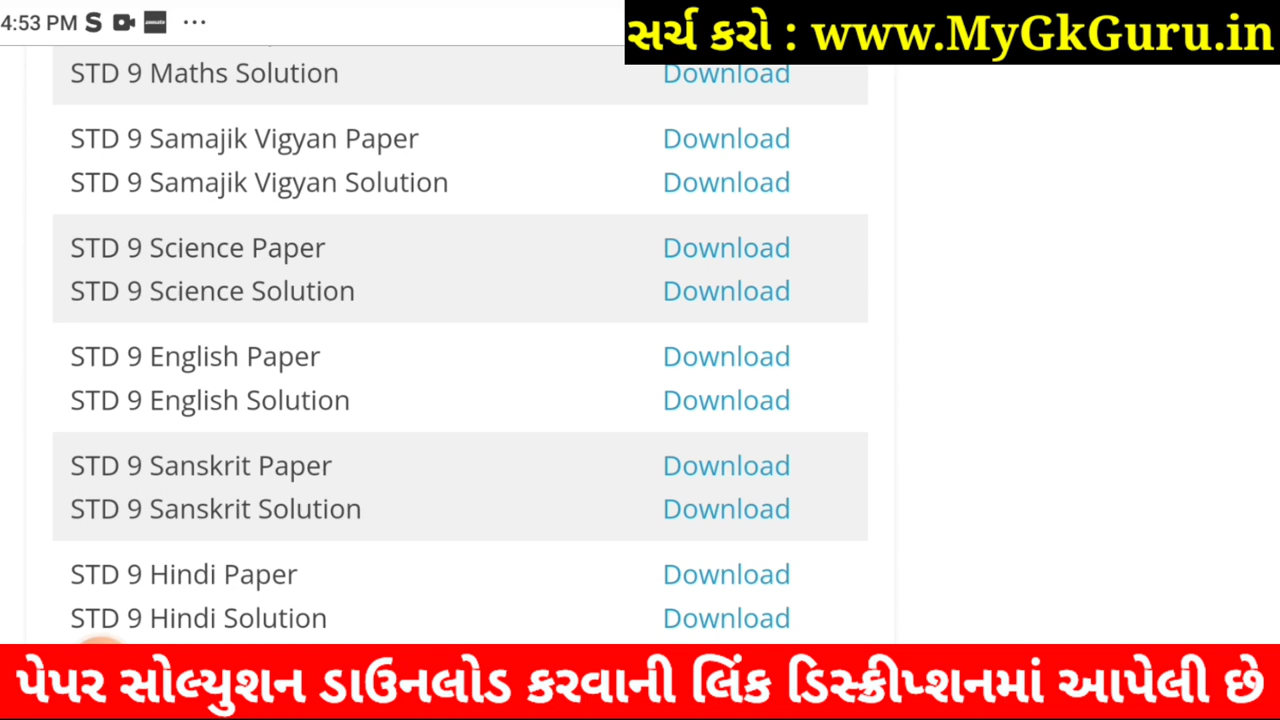 4:53 PM S ...
સર્ચ કરો : www.MyGkGuru.in
STD 9 Maths Solution Download
STD 9 Samajik Vigyan Paper Download
STD 9 Samajik Vigyan Solution Download
STD 9 Science Paper Download
STD 9 Science Solution Download
STD 9 English Paper Download
STD 9 English Solution Download
STD 9 Sanskrit Paper Download
STD 9 Sanskrit Solution Download
STD 9 Hindi Paper Download
STD 9 Hindi Solution Download
પેપર સોલ્યુશન ડાઉનલોડ કરવાની લિંક ડિસ્ક્રીપ્શનમાં આપેલી છે